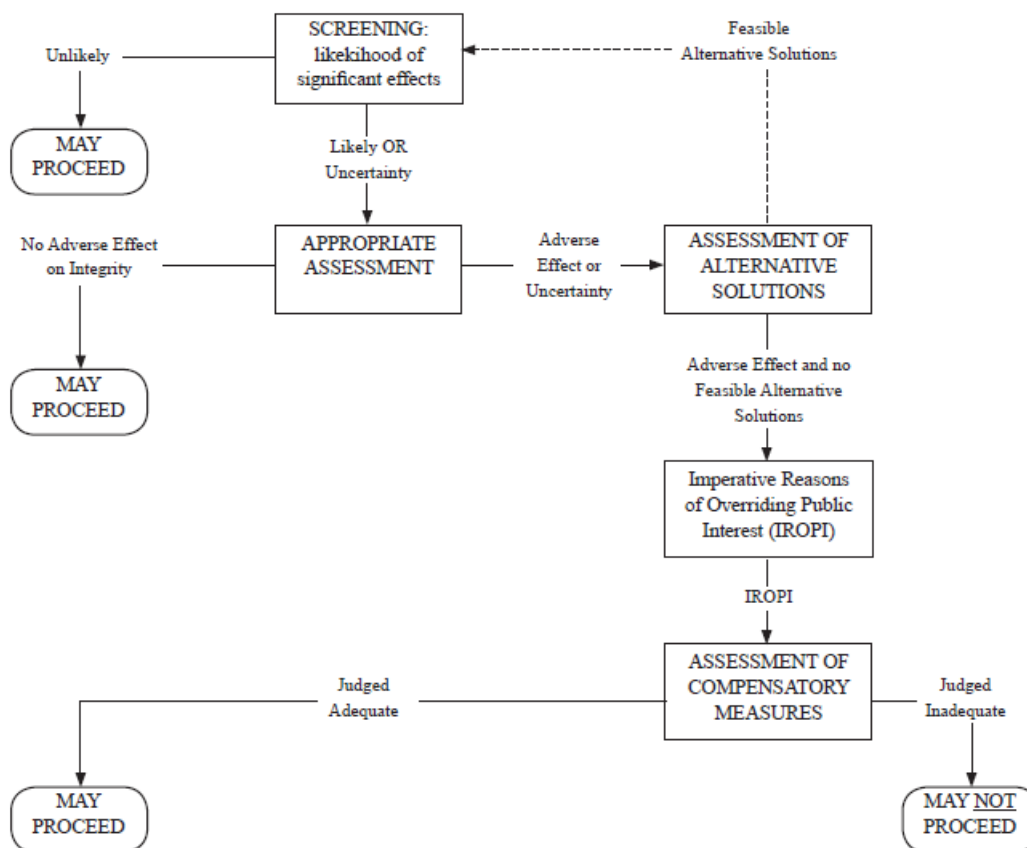 SCREENING:
likekihood of
significant effects
Feasible
Alternative Solutions
Unlikely
MAY
PROCEED
Likely OR
Uncertainty
No Adverse Effect
on Integrity
APPROPRIATE
ASSESSMENT
Adverse
Effect or
Uncertainty
ASSESSMENT OF
ALTERNATIVE
SOLUTIONS
MAY
PROCEED
Adverse Effect and no
Feasible Alternative
Solutions
Imperative Reasons
of Overriding Public
Interest (IROPI)
IROPI
ASSESSMENT OF
COMPENSATORY
MEASURES
Judged
Adequate
Judged
Inadequate
MAY
PROCEED
MAY NOT
PROCEED